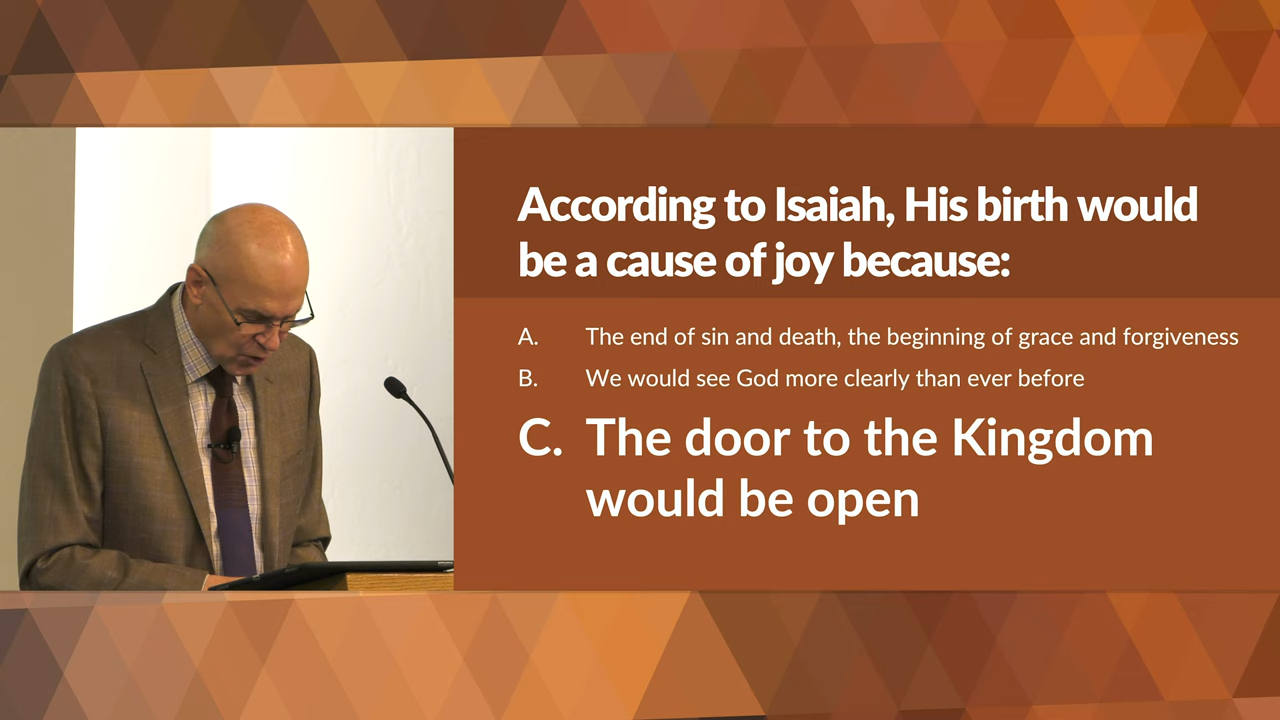 According to Isaiah, His birth would
be a cause of joy because:
A. The end of sin and death, the beginning of grace and forgiveness
B. We would see God more clearly than ever before
C. The door to the Kingdom
would be open